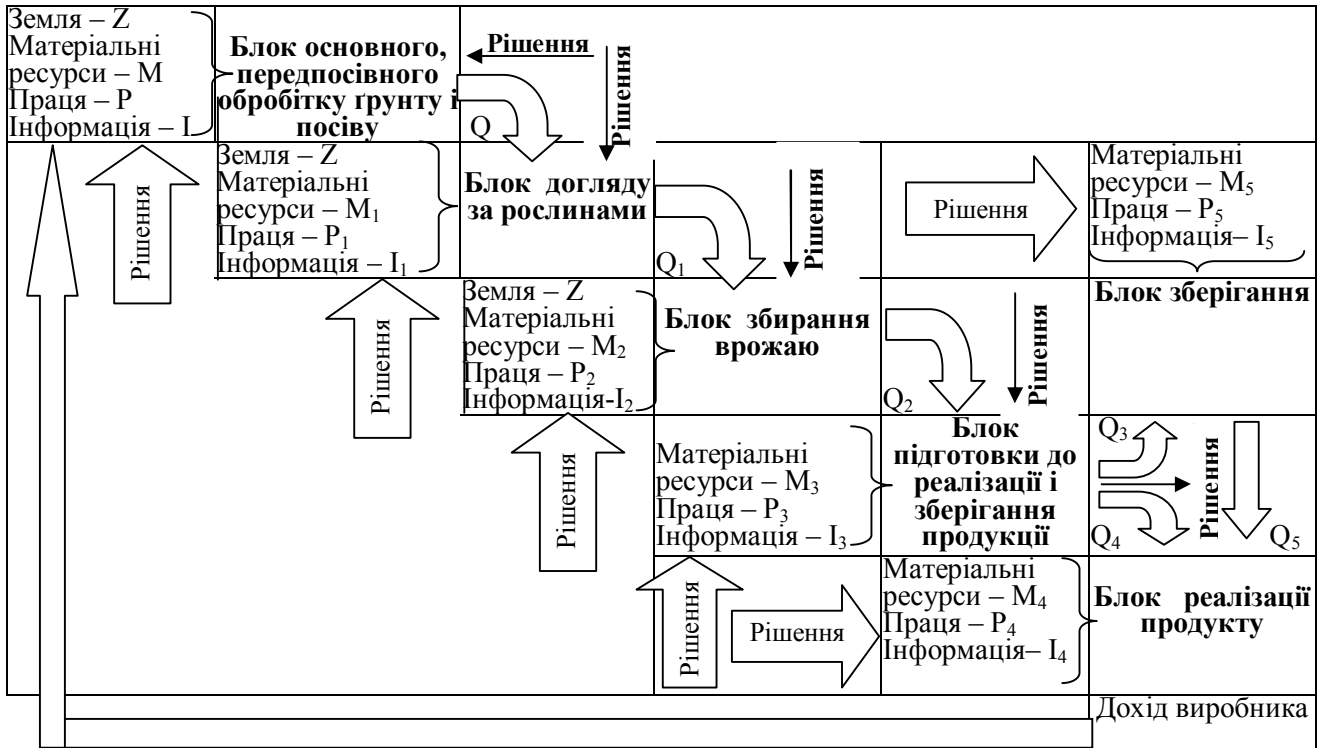 Земля – Z
Матеріальні
ресурси – M
Праця – P
Інформація – I
Блок основного,
передпосівного
обробітку ґрунту і
посіву
Рішення
Рішення
Q
Рішення
Земля – Z
Матеріальні
ресурси – M₁
Праця – P₁
Інформація – I₁
Блок догляду
за рослинами
Q₁
Рішення
Рішення
Матеріальні
ресурси – M₅
Праця – P₅
Інформація– I₅
Рішення
Земля – Z
Матеріальні
ресурси – M₂
Праця – P₂
Інформація-I₂
Блок збирання
врожаю
Q₂
Рішення
Блок зберігання
Рішення
Матеріальні
ресурси – M₃
Праця – P₃
Інформація – I₃
Блок
підготовки до
реалізації і
зберігання
продукції
Q₃
Рішення
Q₄
Q₅
Рішення
Рішення
Матеріальні
ресурси – M₄
Праця – P₄
Інформація– I₄
Блок реалізації
продукту
Дохід виробника